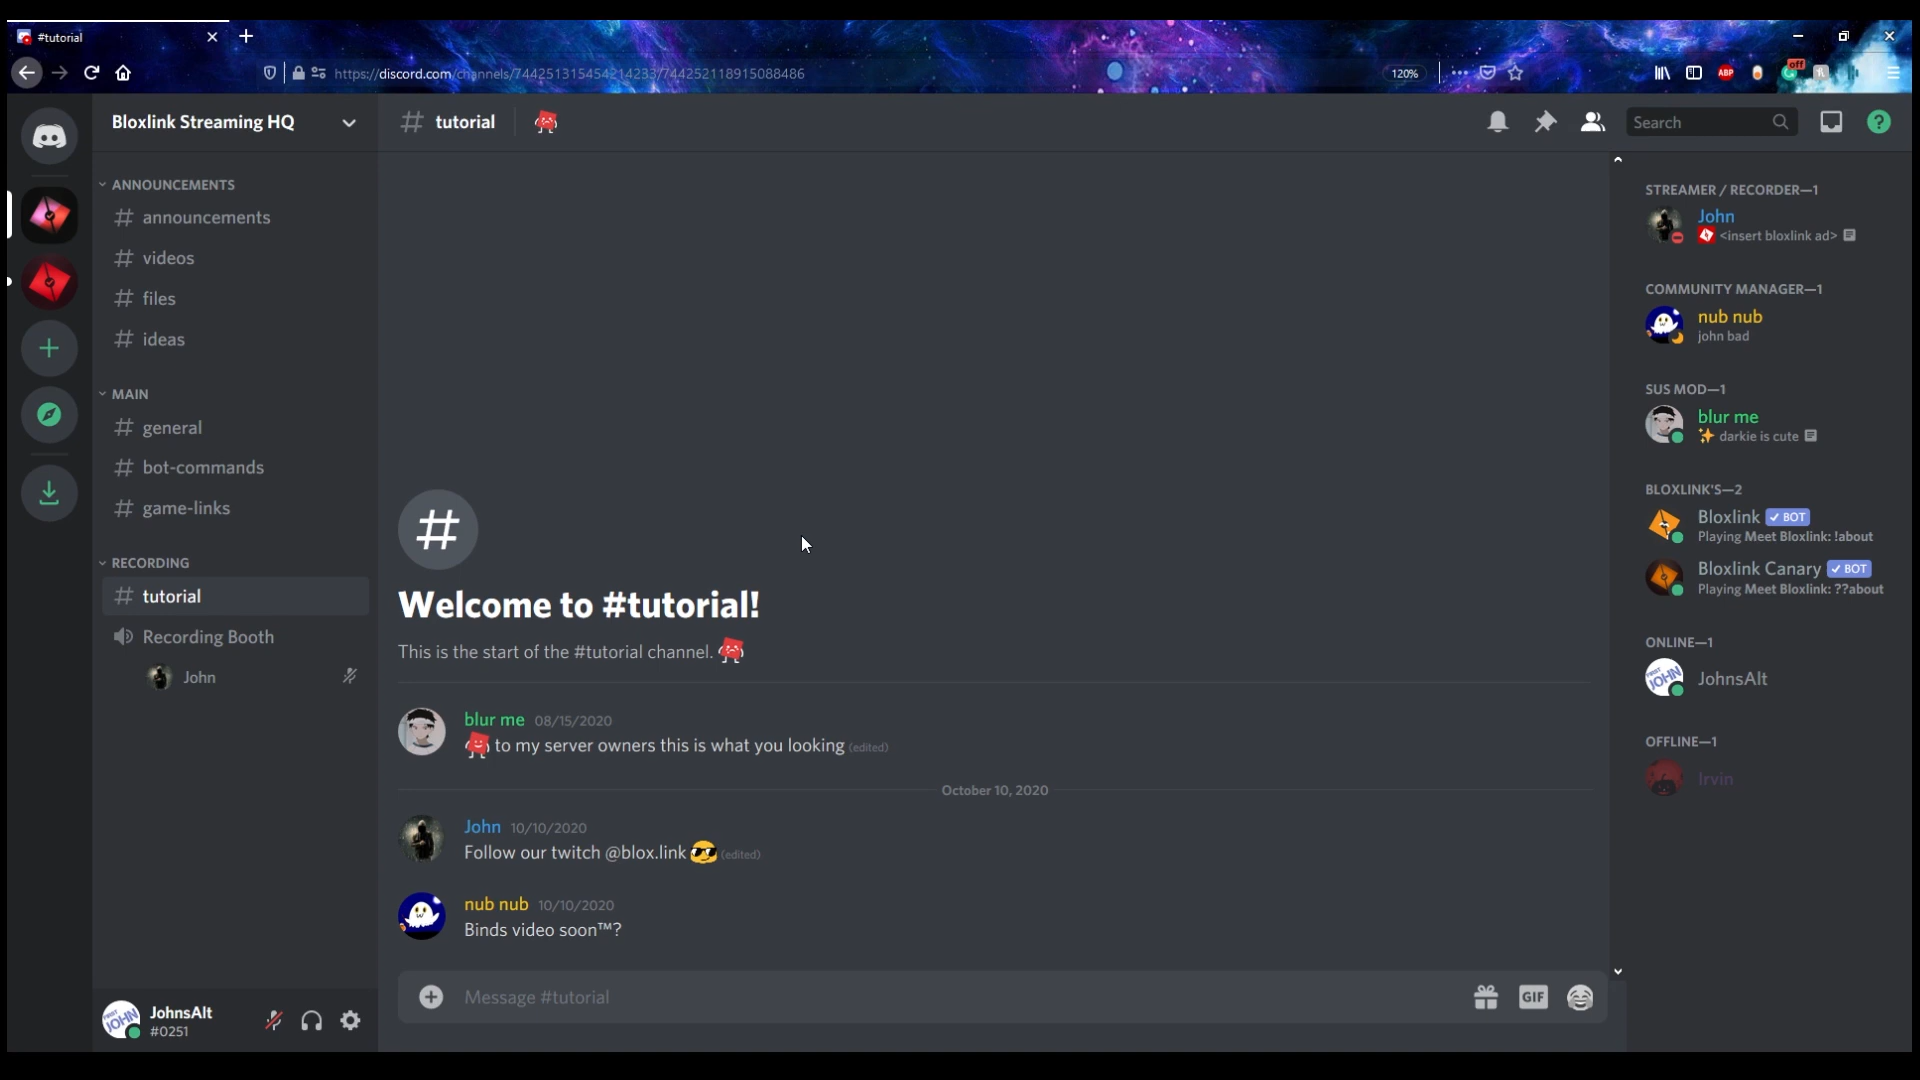 #tutorial
https://discord.com/channels/744251315454214233/744252118915088486
120%
ABP
off
Bloxlink Streaming HQ
tutorial
Search
ANNOUNCEMENTS
announcements
videos
files
ideas
MAIN
general
bot-commands
game-links
RECORDING
tutorial
Recording Booth
John
JohnsAlt
#0251
Welcome to #tutorial!
This is the start of the #tutorial channel.
blur me 08/15/2020
to my server owners this is what you looking (edited)
October 10, 2020
John 10/10/2020
Follow our twitch @blox.link 😎 (edited)
nub nub 10/10/2020
Binds video soon™?
Message #tutorial
GIF
STREAMER / RECORDER—1
John
<insert bloxlink ad>
COMMUNITY MANAGER—1
nub nub
john bad
SUS MOD—1
blur me
✨ darkie is cute
BLOXLINK'S—2
Bloxlink ✓ BOT
Playing Meet Bloxlink: !about
Bloxlink Canary ✓ BOT
Playing Meet Bloxlink: ??about
ONLINE—1
JohnsAlt
OFFLINE—1
Irvin